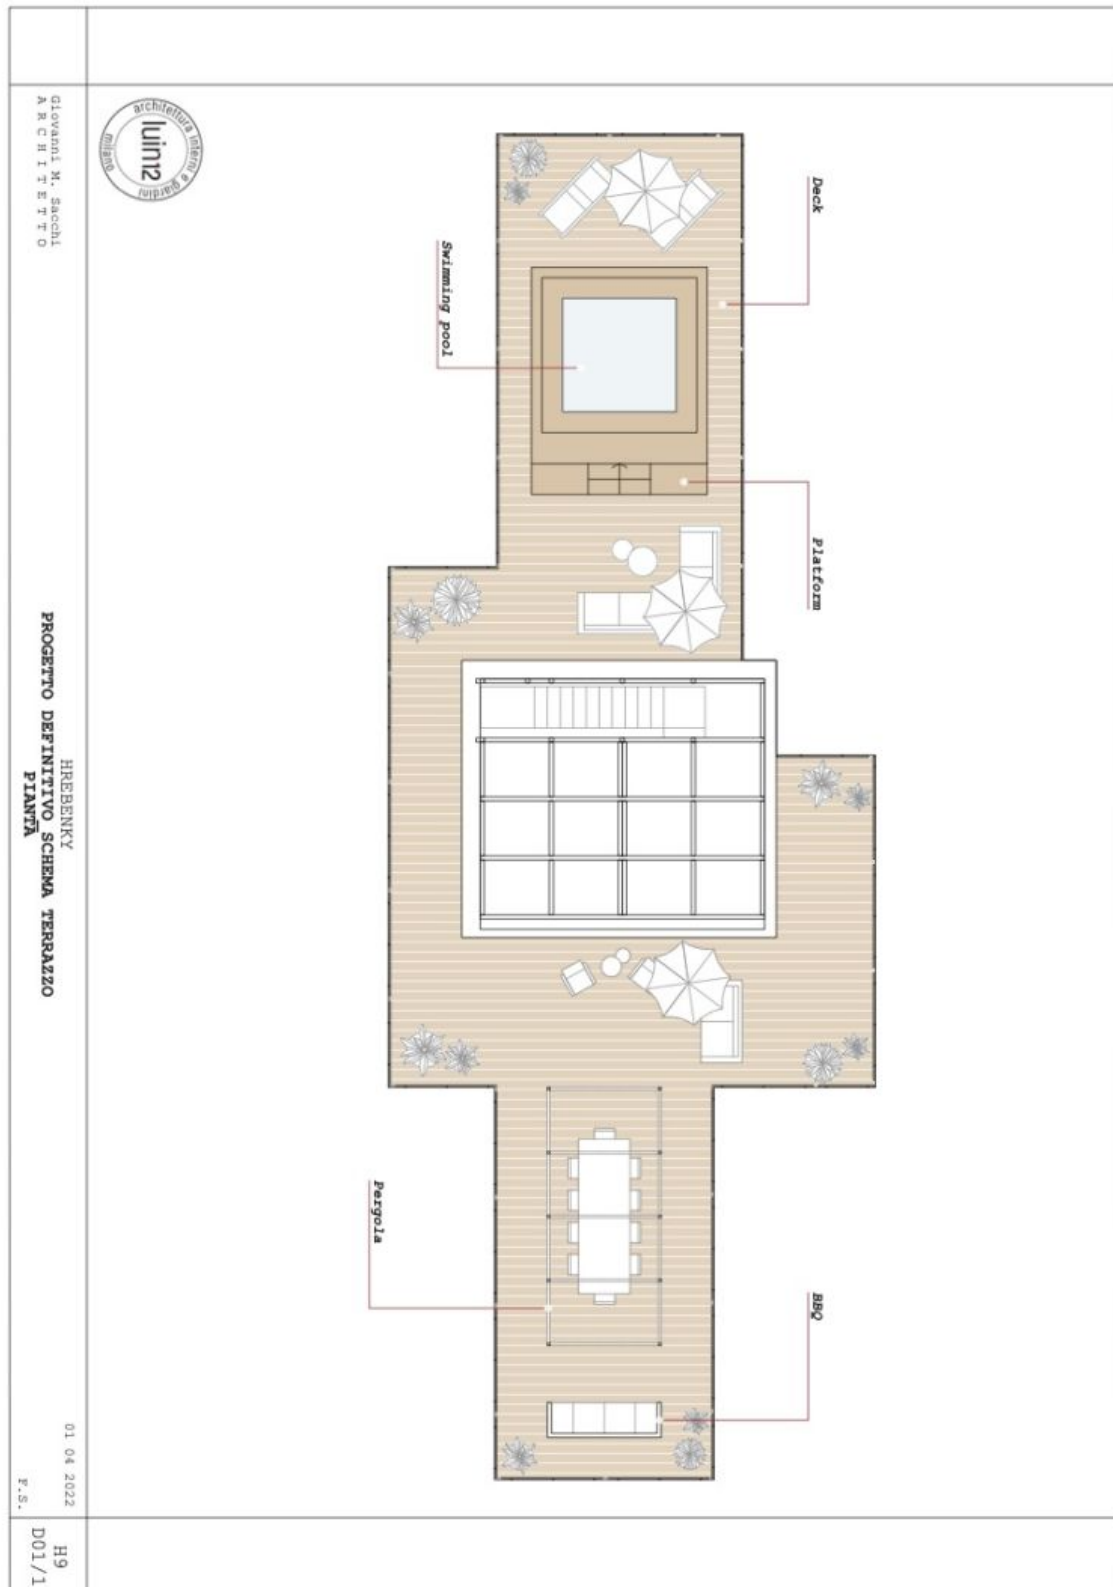 Deck
Swimming pool
Platform
Pergola
BBQ
architettura interni e giardini
luin12
milano
Giovanni M. Sacchi
ARCHITETTO
HREBENKY
PROGETTO DEFINITIVO SCHEMA TERRAZZO
PIANTA
01 04 2022
F.S.
H9
D01/1